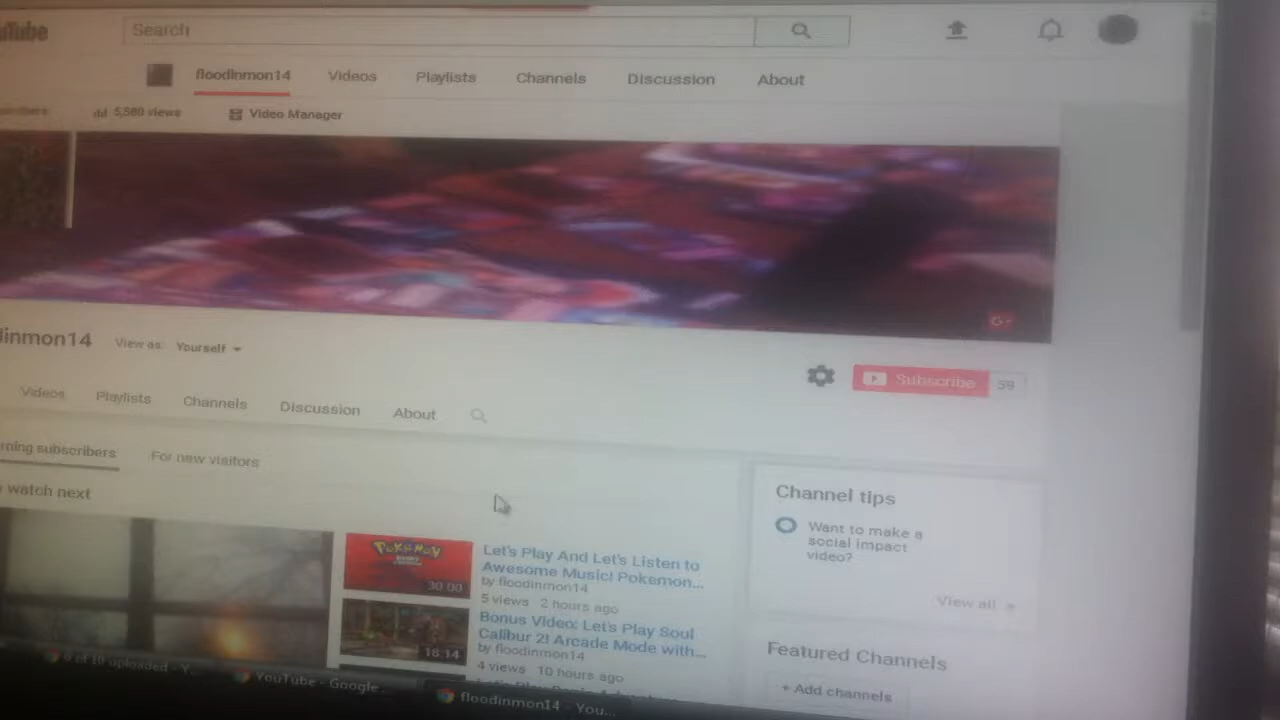 uTube
Search
floodinmon14 Videos Playlists Channels Discussion About
5,580 views Video Manager
G+
dinmon14 View as: Yourself
Subscribe 59
Videos Playlists Channels Discussion About
rning subscribers For new visitors
watch next
Channel tips
Want to make a
social impact
video?
View all »
POKéMON
30:00
Let's Play And Let's Listen to
Awesome Music! Pokemon...
by floodinmon14
5 views 2 hours ago
16:14
Bonus Video: Let's Play Soul
Calibur 2! Arcade Mode with...
by floodinmon14
4 views 10 hours ago
Featured Channels
+ Add channels
of 10 uploaded - Y...
YouTube - Google...
floodinmon14 - You...